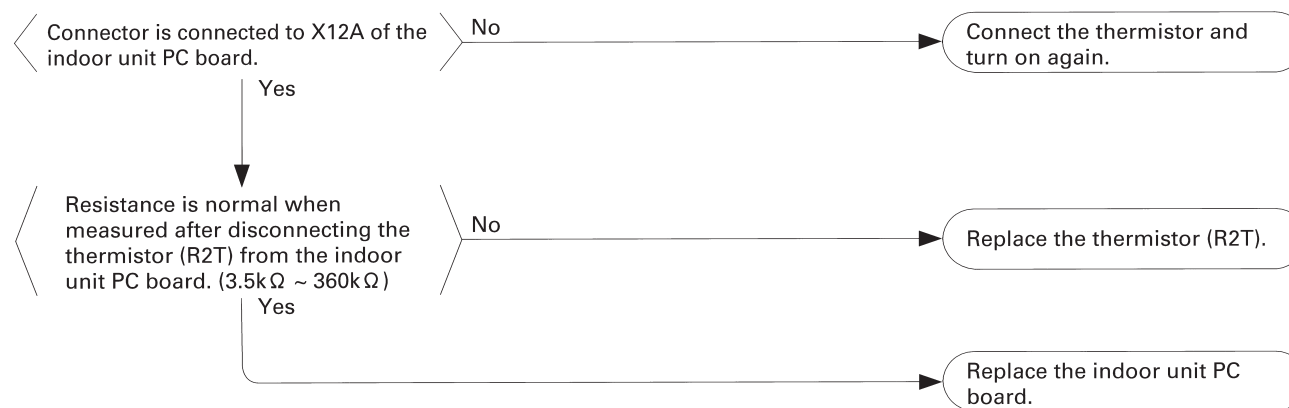 Connector is connected to X12A of the
indoor unit PC board.
No
Connect the thermistor and
turn on again.
Yes
Resistance is normal when
measured after disconnecting the
thermistor (R2T) from the indoor
unit PC board. (3.5kΩ ~ 360kΩ)
No
Replace the thermistor (R2T).
Yes
Replace the indoor unit PC
board.